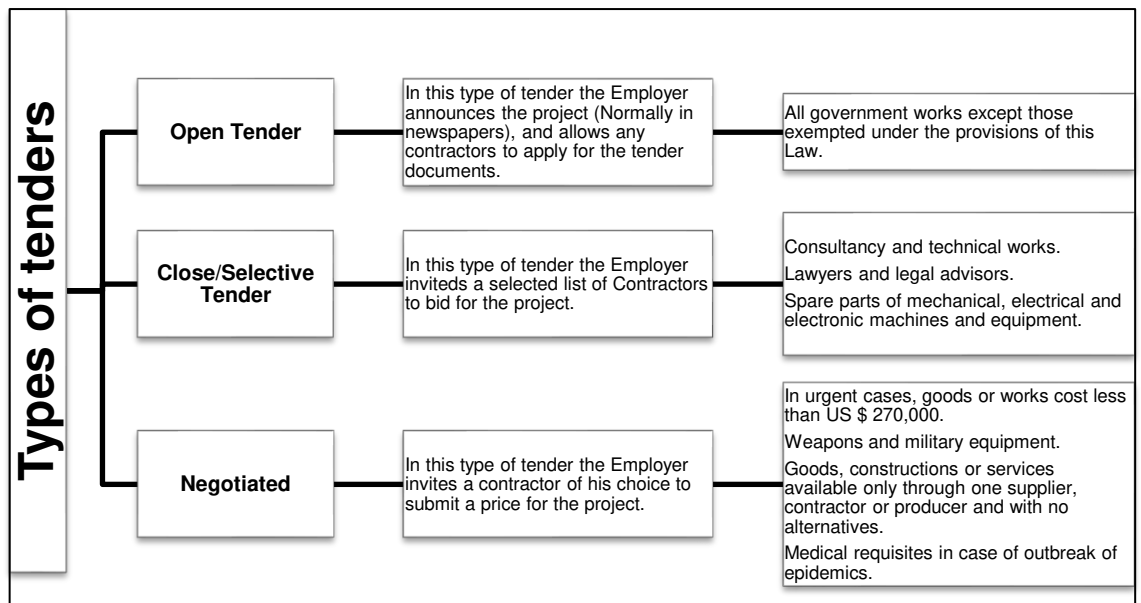 Types of tenders
Open Tender
In this type of tender the Employer
announces the project (Normally in
newspapers), and allows any
contractors to apply for the tender
documents.
All government works except those
exempted under the provisions of this
Law.
Close/Selective
Tender
In this type of tender the Employer
inviteds a selected list of Contractors
to bid for the project.
Consultancy and technical works.
Lawyers and legal advisors.
Spare parts of mechanical, electrical and
electronic machines and equipment.
Negotiated
In this type of tender the Employer
invites a contractor of his choice to
submit a price for the project.
In urgent cases, goods or works cost less
than US $ 270,000.
Weapons and military equipment.
Goods, constructions or services
available only through one supplier,
contractor or producer and with no
alternatives.
Medical requisites in case of outbreak of
epidemics.